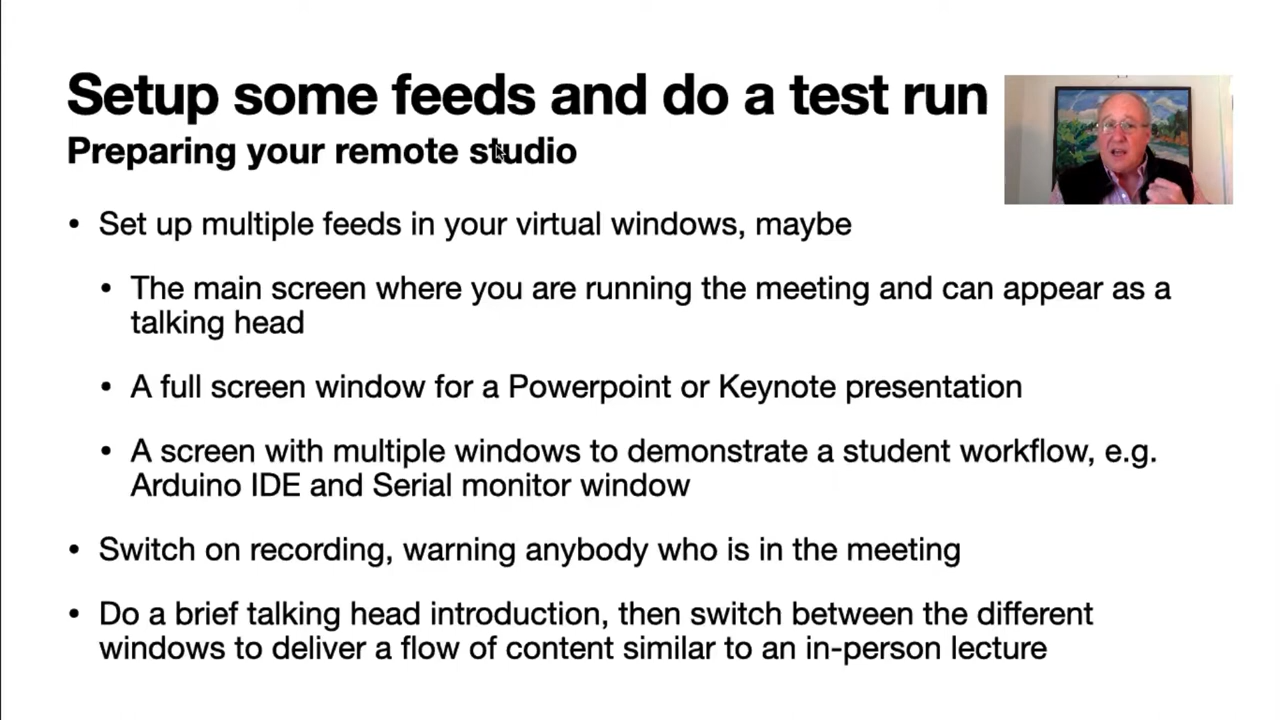 Setup some feeds and do a test run
Preparing your remote studio
• Set up multiple feeds in your virtual windows, maybe
• The main screen where you are running the meeting and can appear as a
talking head
• A full screen window for a Powerpoint or Keynote presentation
• A screen with multiple windows to demonstrate a student workflow, e.g.
Arduino IDE and Serial monitor window
• Switch on recording, warning anybody who is in the meeting
• Do a brief talking head introduction, then switch between the different
windows to deliver a flow of content similar to an in-person lecture